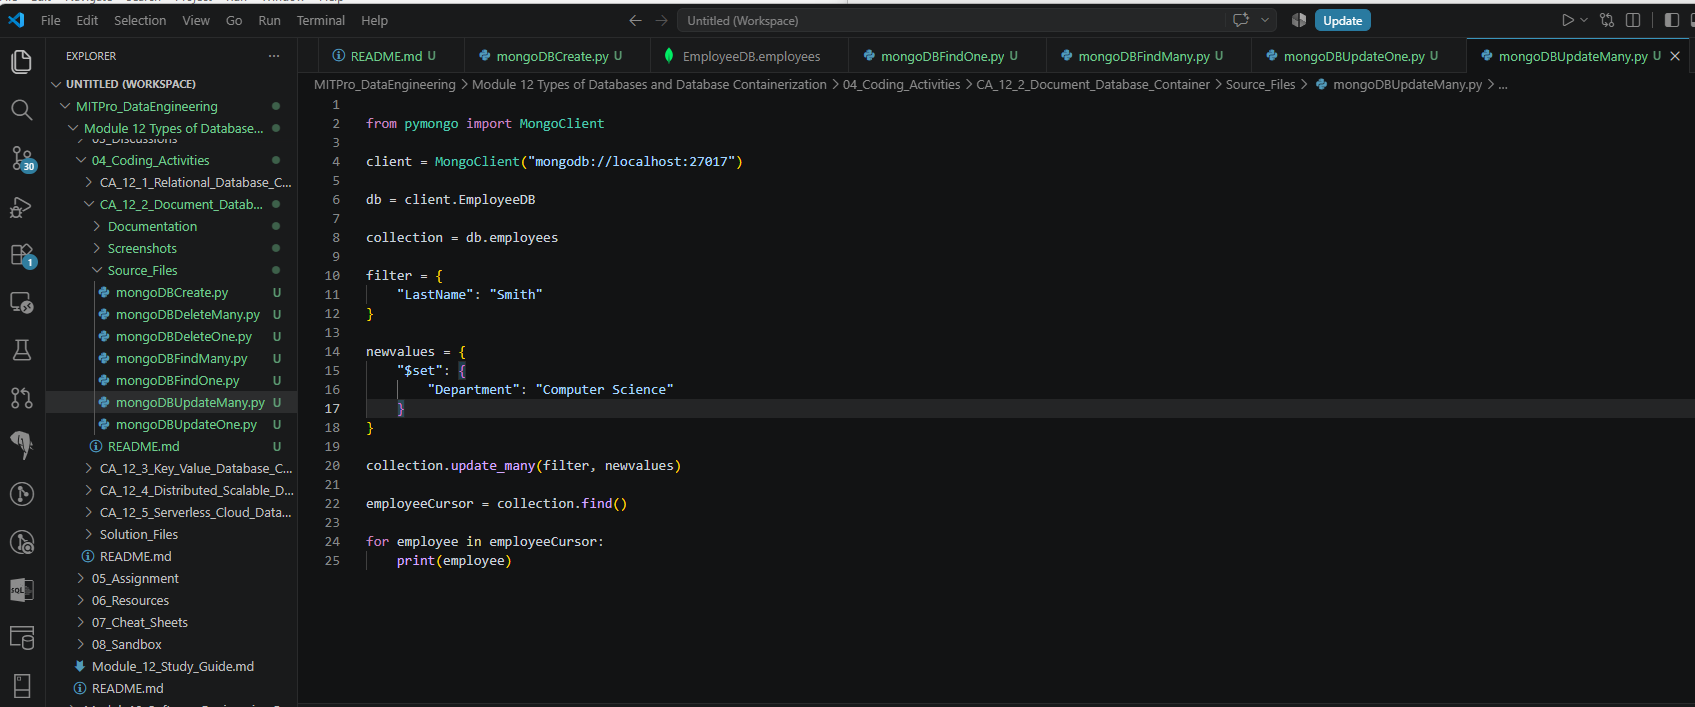 File Edit Selection View Go Run Terminal Help
Untitled (Workspace)
Update
EXPLORER
README.md U
mongoDBCreate.py U
EmployeeDB.employees
mongoDBFindOne.py U
mongoDBFindMany.py U
mongoDBUpdateOne.py U
mongoDBUpdateMany.py U
UNTITLED (WORKSPACE)
MITPro_DataEngineering
Module 12 Types of Database...
03_Discussions
04_Coding_Activities
CA_12_1_Relational_Database_C...
CA_12_2_Document_Datab...
Documentation
Screenshots
Source_Files
mongoDBCreate.py U
mongoDBDeleteMany.py U
mongoDBDeleteOne.py U
mongoDBFindMany.py U
mongoDBFindOne.py U
mongoDBUpdateMany.py U
mongoDBUpdateOne.py U
README.md U
CA_12_3_Key_Value_Database_C...
CA_12_4_Distributed_Scalable_D...
CA_12_5_Serverless_Cloud_Data...
Solution_Files
README.md
05_Assignment
06_Resources
07_Cheat_Sheets
08_Sandbox
Module_12_Study_Guide.md
README.md
30
1
SQL
MITPro_DataEngineering > Module 12 Types of Databases and Database Containerization > 04_Coding_Activities > CA_12_2_Document_Database_Container > Source_Files > mongoDBUpdateMany.py > ...
1
2 from pymongo import MongoClient
3
4 client = MongoClient("mongodb://localhost:27017")
5
6 db = client.EmployeeDB
7
8 collection = db.employees
9
10 filter = {
11 "LastName": "Smith"
12 }
13
14 newvalues = {
15 "$set": {
16 "Department": "Computer Science"
17 }
18 }
19
20 collection.update_many(filter, newvalues)
21
22 employeeCursor = collection.find()
23
24 for employee in employeeCursor:
25 print(employee)